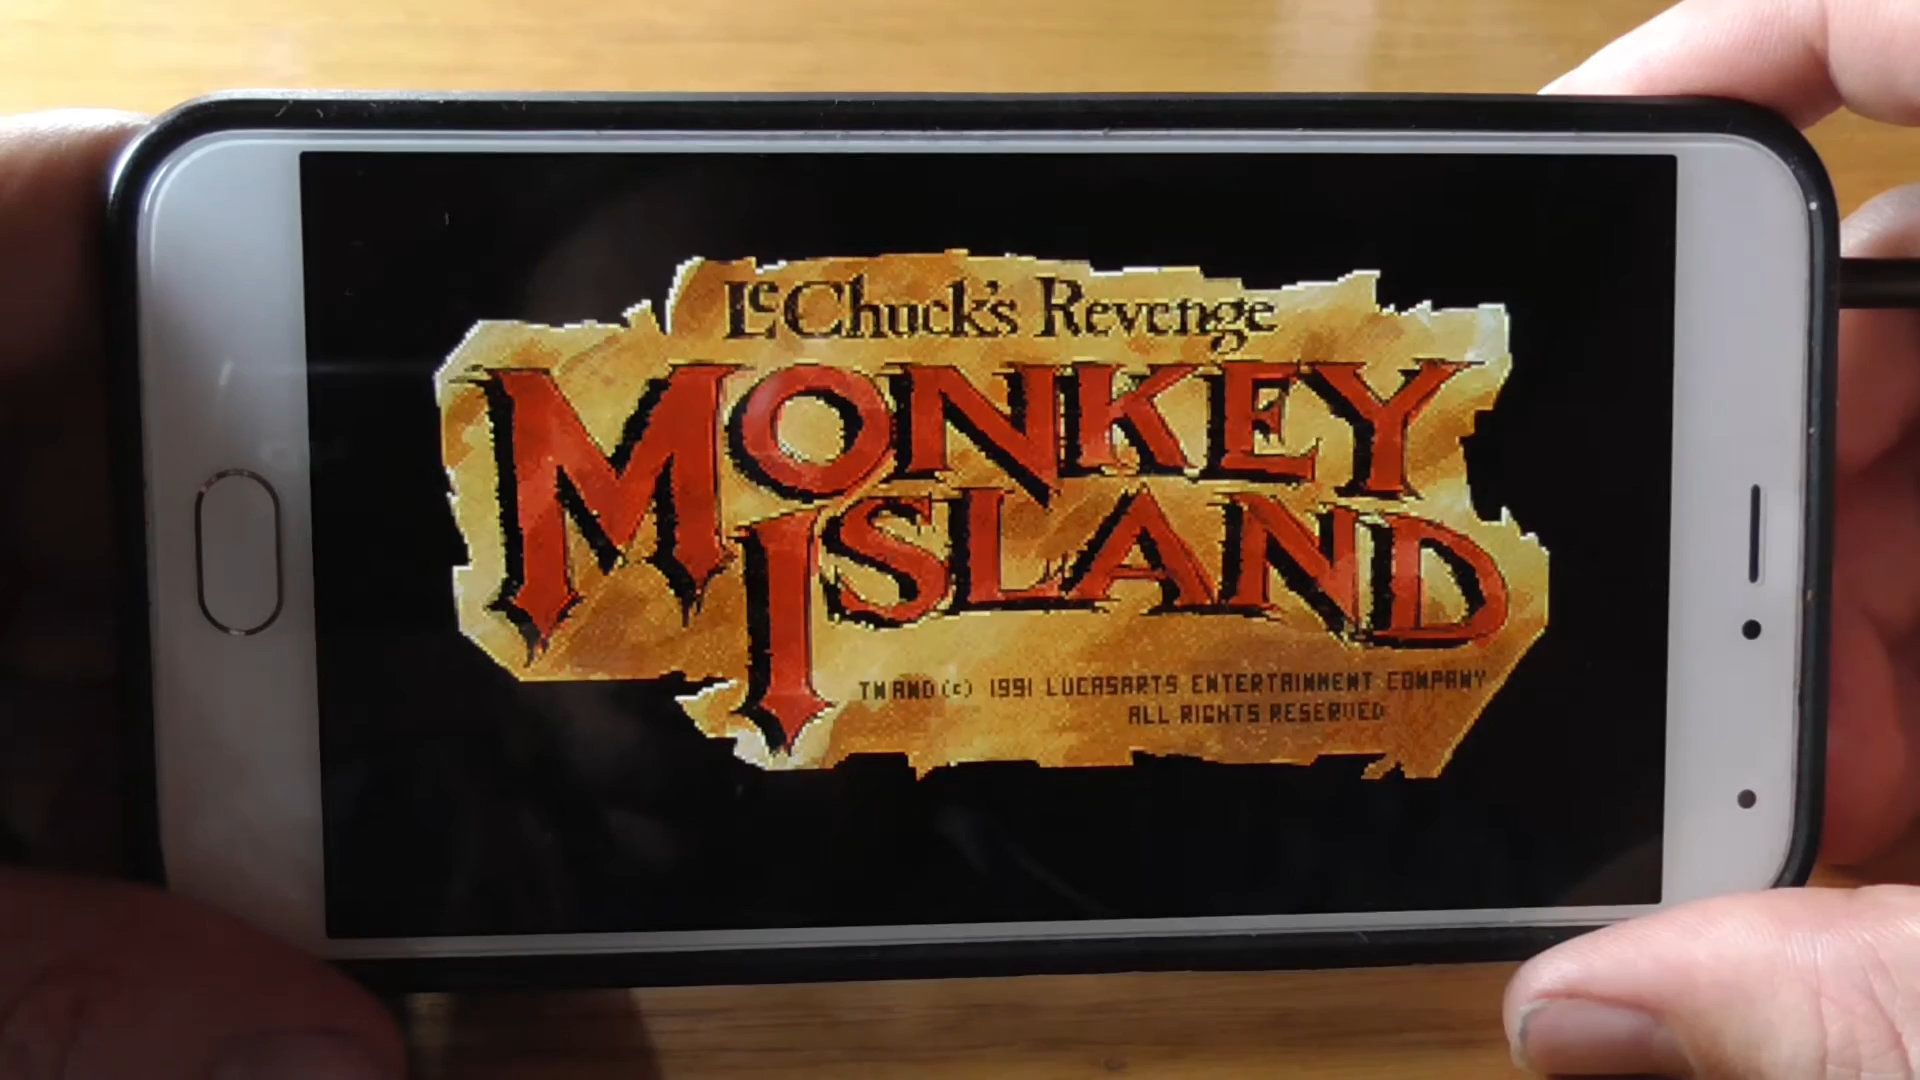 LeChuck's Revenge
MONKEY
ISLAND
TM AND (c) 1991 LUCASARTS ENTERTAINMENT COMPANY
ALL RIGHTS RESERVED